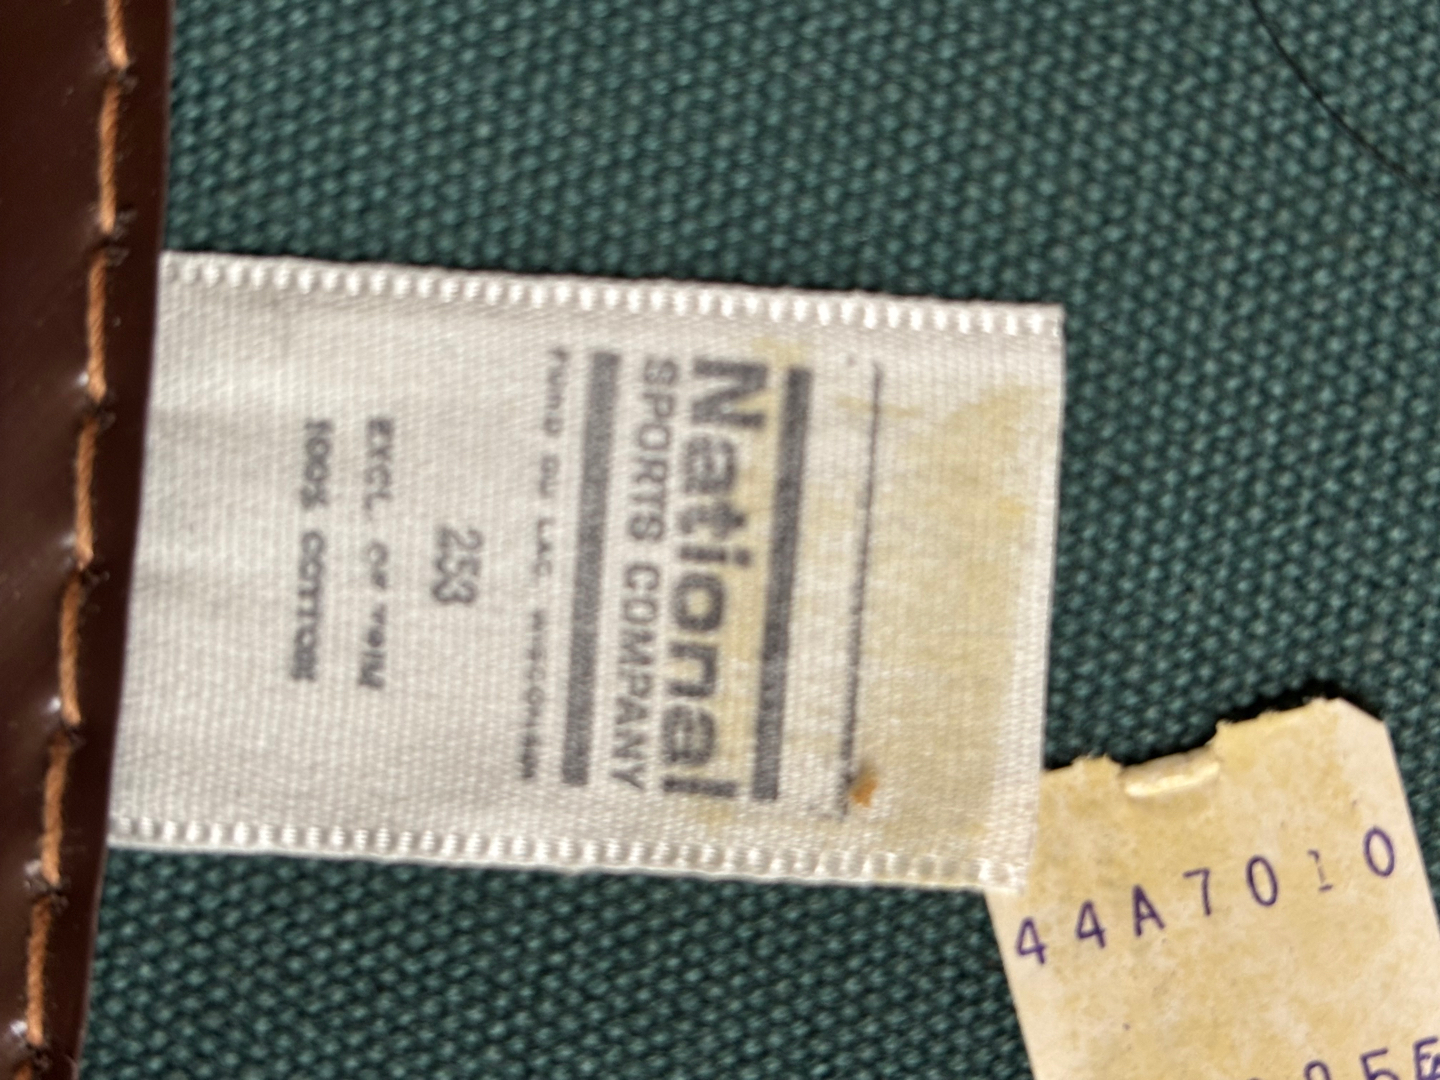 National
SPORTS COMPANY
FOND DU LAC, WISCONSIN
253
EXCL. OF TRIM
100% COTTON
44A7010